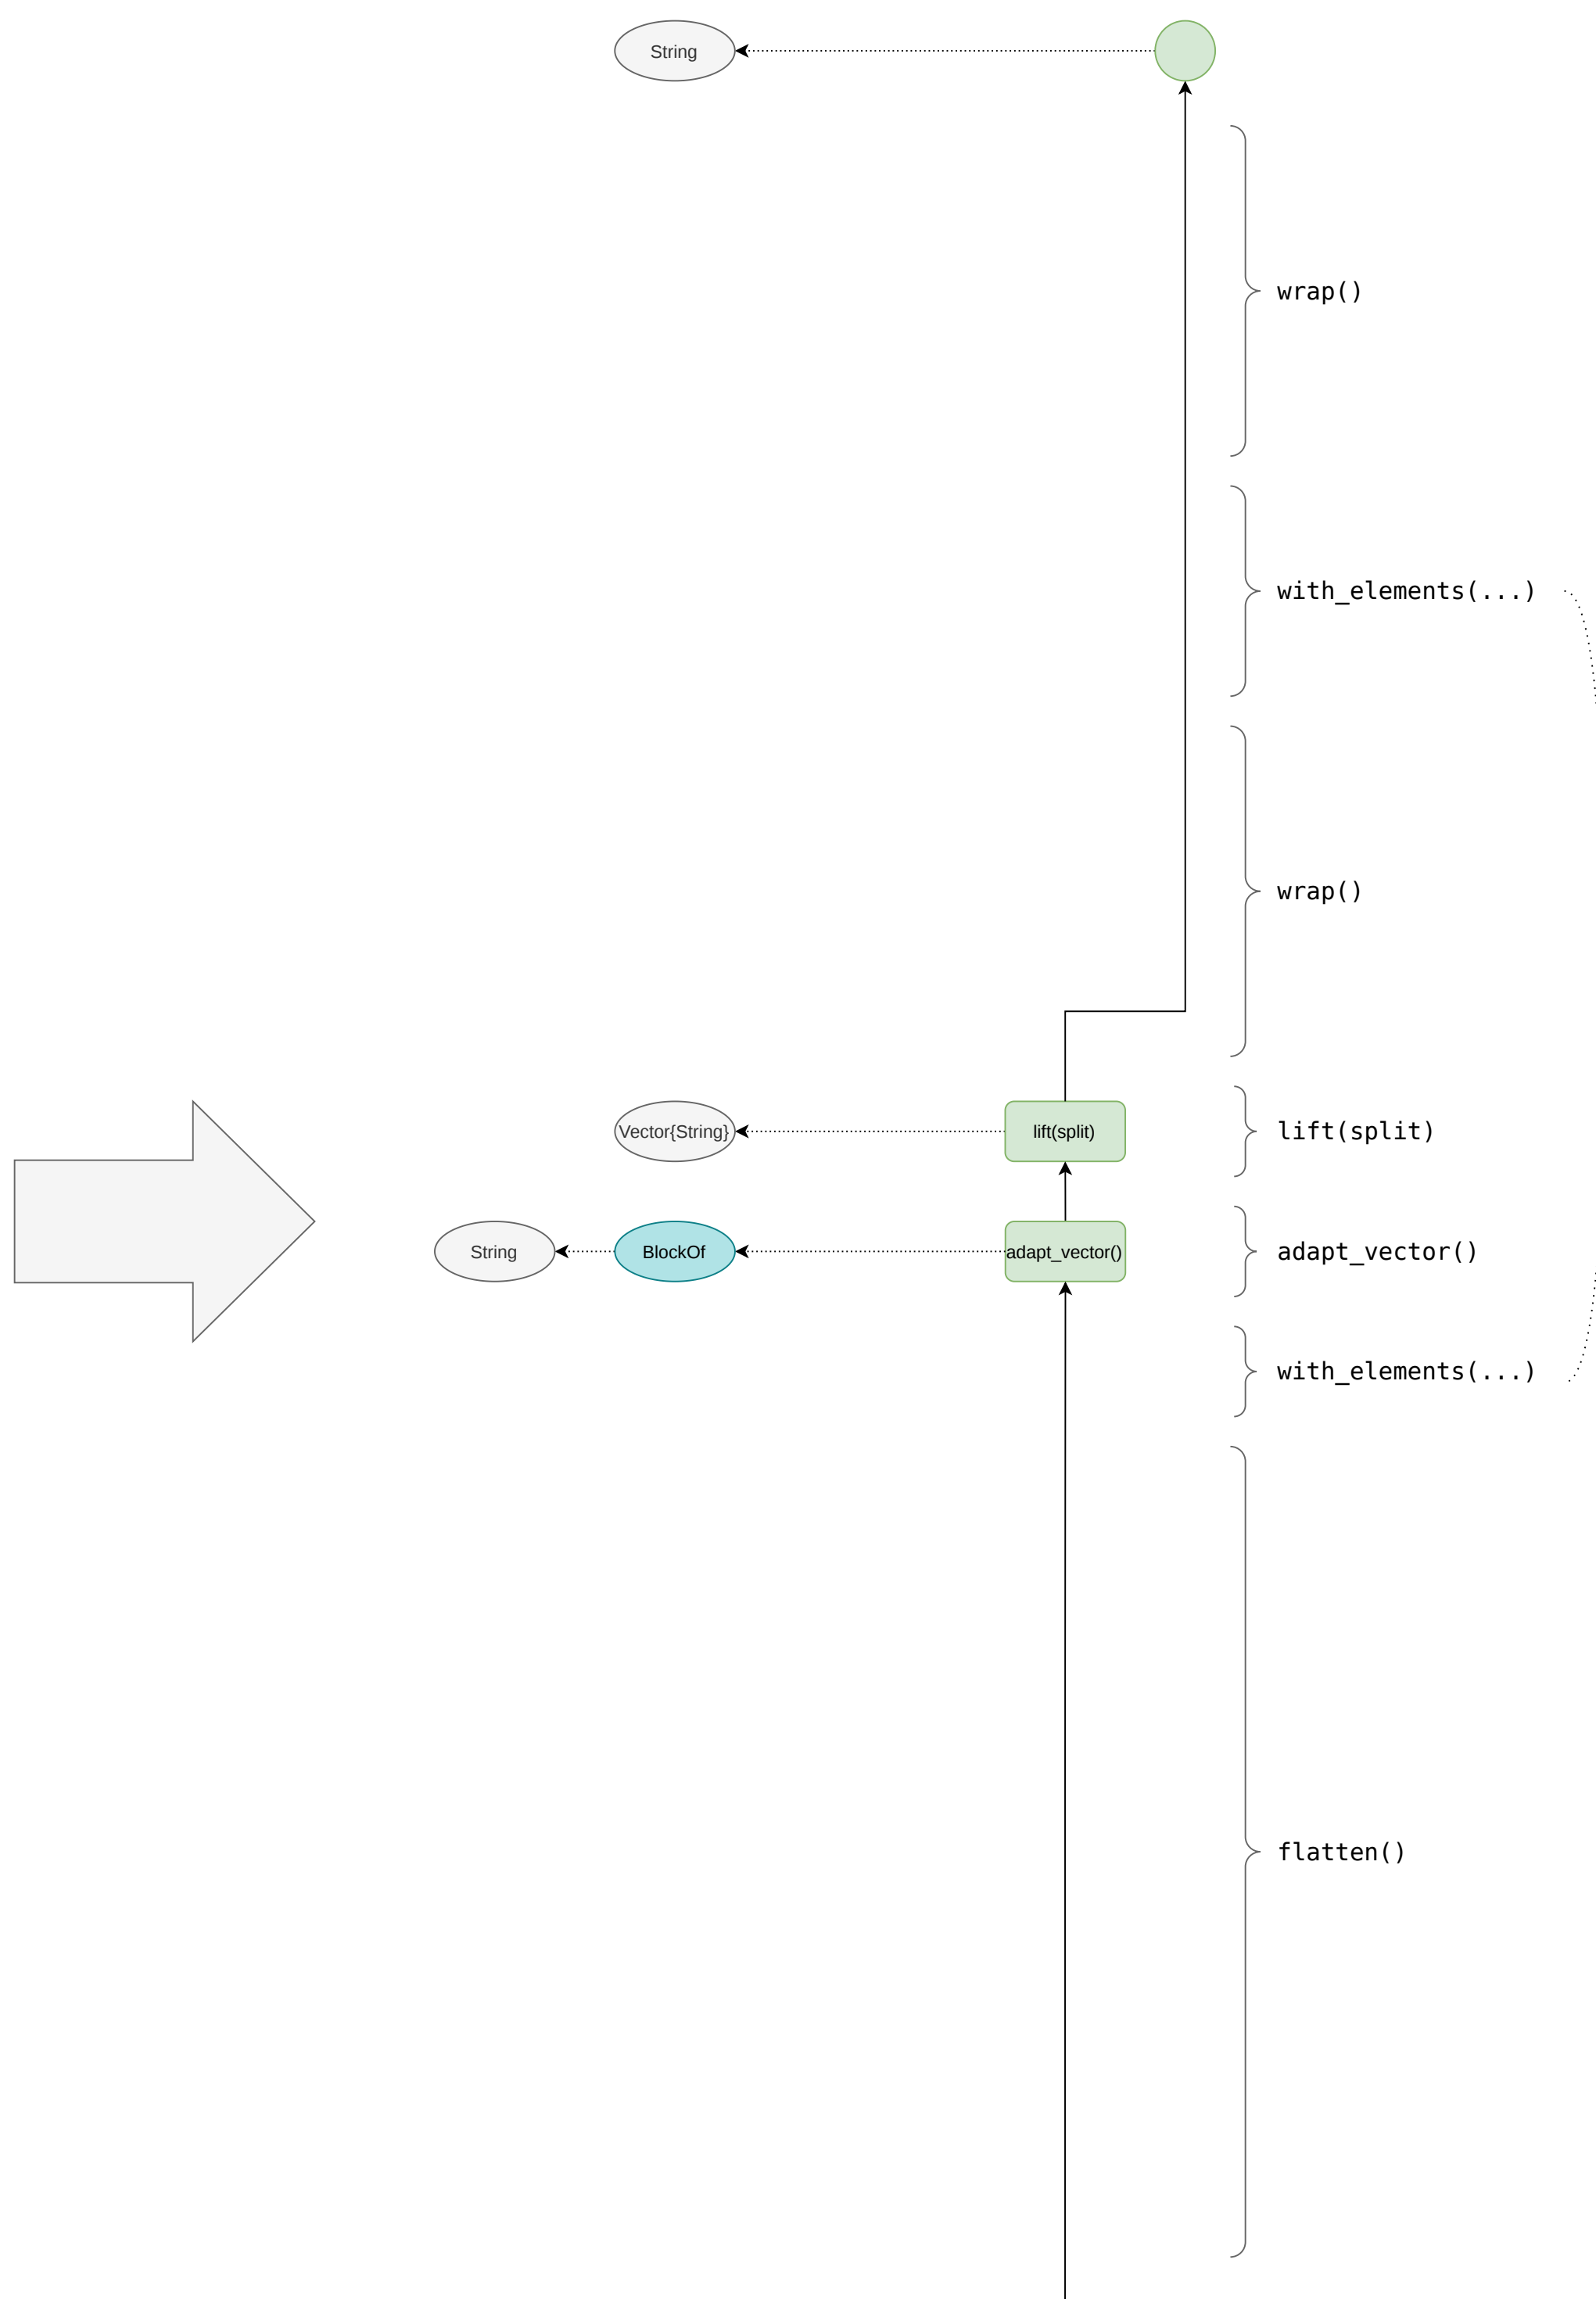 String
wrap()
with_elements(...)
wrap()
Vector{String}
lift(split)
lift(split)
String
BlockOf
adapt_vector()
adapt_vector()
with_elements(...)
flatten()